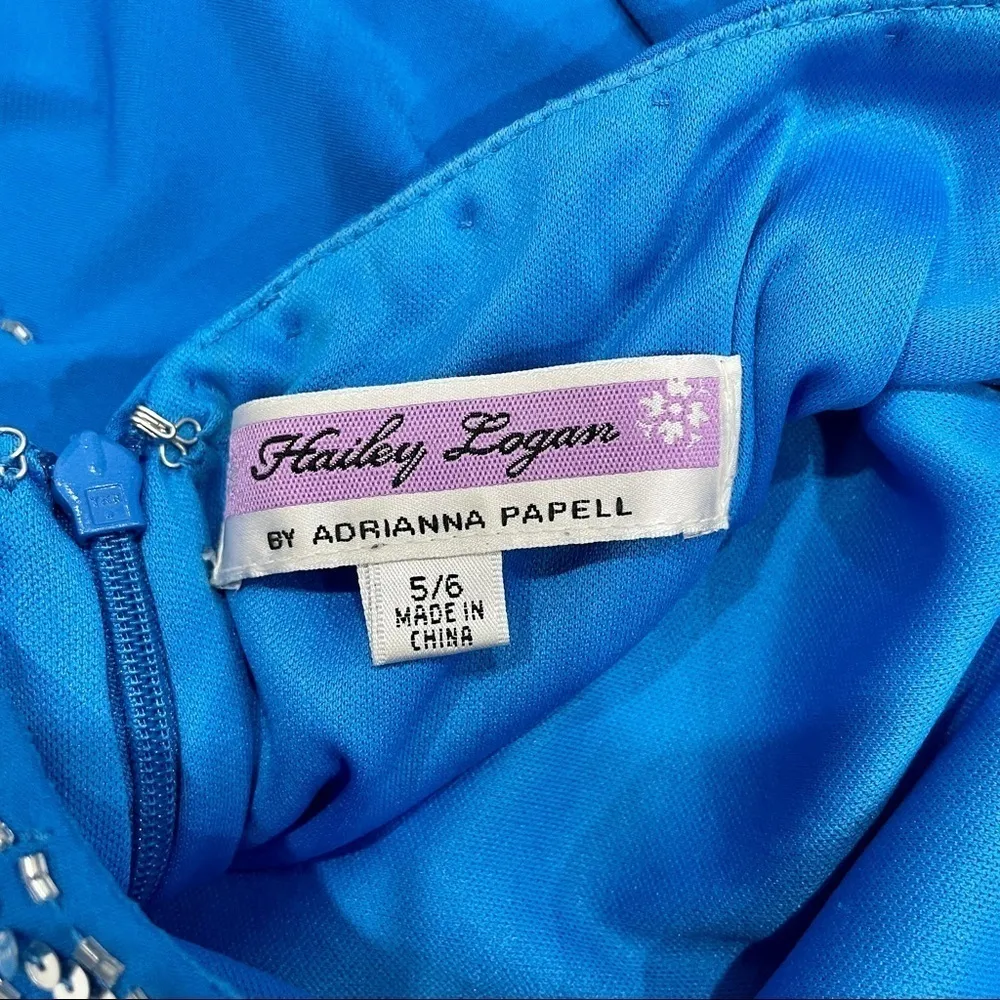 Hailey Logan
BY ADRIANNA PAPELL
5/6
MADE IN
CHINA